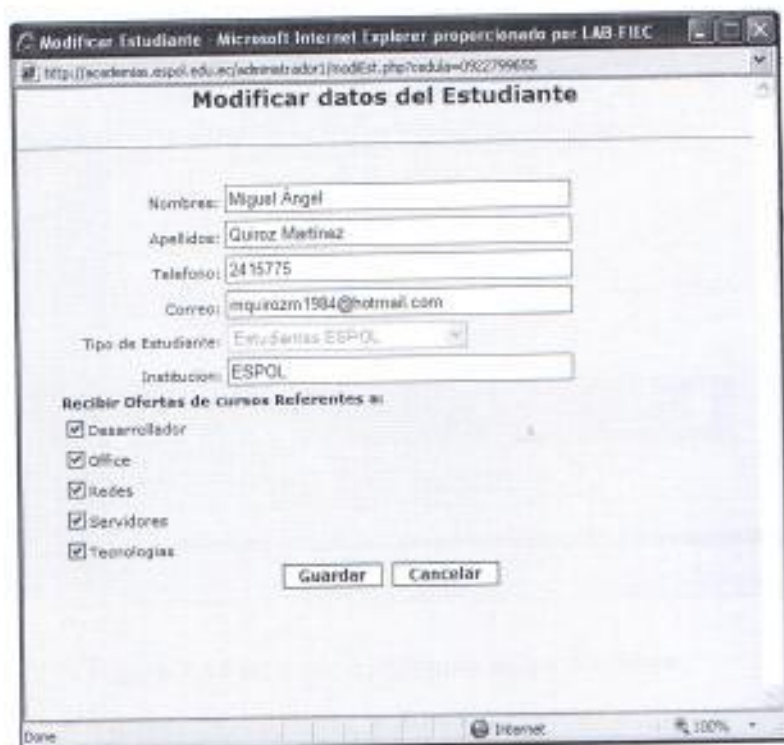 Modificar Estudiante - Microsoft Internet Explorer proporcionado por LAB-FIEC
http://academias.espol.edu.ec/administrador1/modiEst.php?cedula=0922799655
Modificar datos del Estudiante
Nombres: Miguel Ángel
Apellidos: Quiroz Martinez
Telefono: 2415775
Correo: mquirozm1984@hotmail.com
Tipo de Estudiante: Estudiantes ESPOL
Institucion: ESPOL
Recibir Ofertas de cursos Referentes a:
Desarrollador
Office
Redes
Servidores
Tecnologias
Guardar Cancelar
Done Internet 100%